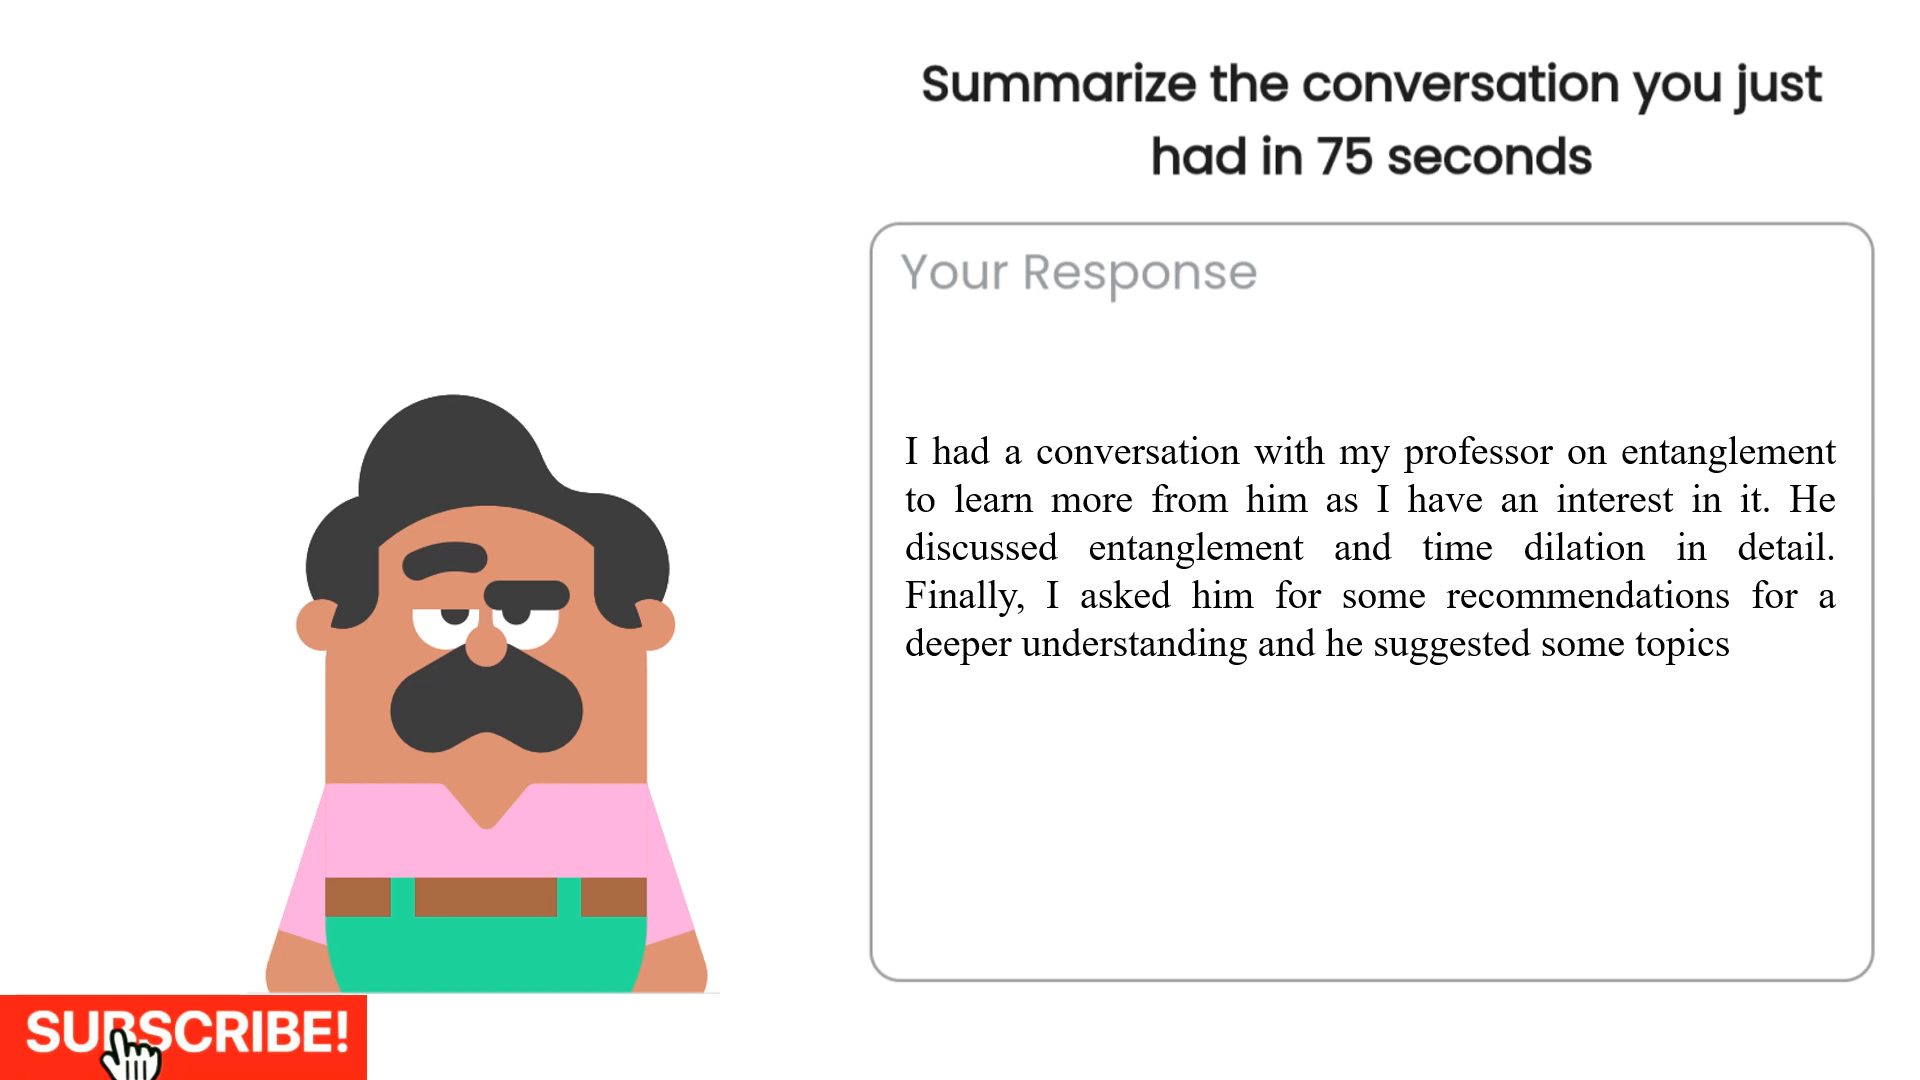 Summarize the conversation you just
had in 75 seconds
Your Response
I had a conversation with my professor on entanglement
to learn more from him as I have an interest in it. He
discussed entanglement and time dilation in detail.
Finally, I asked him for some recommendations for a
deeper understanding and he suggested some topics
SUBSCRIBE!